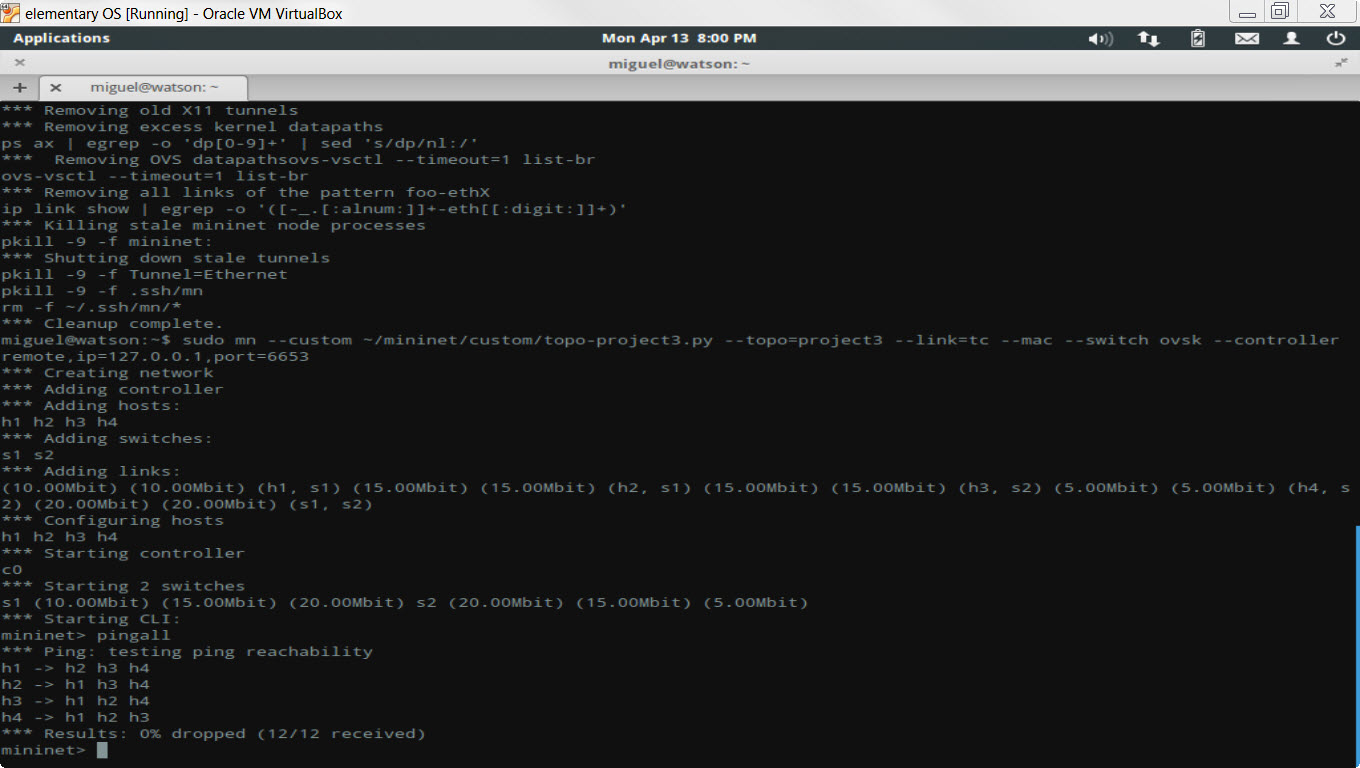 elementary OS [Running] - Oracle VM VirtualBox
Applications
Mon Apr 13 8:00 PM
miguel@watson: ~
miguel@watson: ~
*** Removing old X11 tunnels
*** Removing excess kernel datapaths
ps ax | egrep -o 'dp[0-9]+' | sed 's/dp/nl:/'
***  Removing OVS datapathsovs-vsctl --timeout=1 list-br
ovs-vsctl --timeout=1 list-br
*** Removing all links of the pattern foo-ethX
ip link show | egrep -o '([-_.[:alnum:]]+-eth[[:digit:]]+)'
*** Killing stale mininet node processes
pkill -9 -f mininet:
*** Shutting down stale tunnels
pkill -9 -f Tunnel=Ethernet
pkill -9 -f .ssh/mn
rm -f ~/.ssh/mn/*
*** Cleanup complete.
miguel@watson:~$ sudo mn --custom ~/mininet/custom/topo-project3.py --topo=project3 --link=tc --mac --switch ovsk --controller
remote,ip=127.0.0.1,port=6653
*** Creating network
*** Adding controller
*** Adding hosts:
h1 h2 h3 h4
*** Adding switches:
s1 s2
*** Adding links:
(10.00Mbit) (10.00Mbit) (h1, s1) (15.00Mbit) (15.00Mbit) (h2, s1) (15.00Mbit) (15.00Mbit) (h3, s2) (5.00Mbit) (5.00Mbit) (h4, s
2) (20.00Mbit) (20.00Mbit) (s1, s2)
*** Configuring hosts
h1 h2 h3 h4
*** Starting controller
c0
*** Starting 2 switches
s1 (10.00Mbit) (15.00Mbit) (20.00Mbit) s2 (20.00Mbit) (15.00Mbit) (5.00Mbit)
*** Starting CLI:
mininet> pingall
*** Ping: testing ping reachability
h1 -> h2 h3 h4
h2 -> h1 h3 h4
h3 -> h1 h2 h4
h4 -> h1 h2 h3
*** Results: 0% dropped (12/12 received)
mininet>